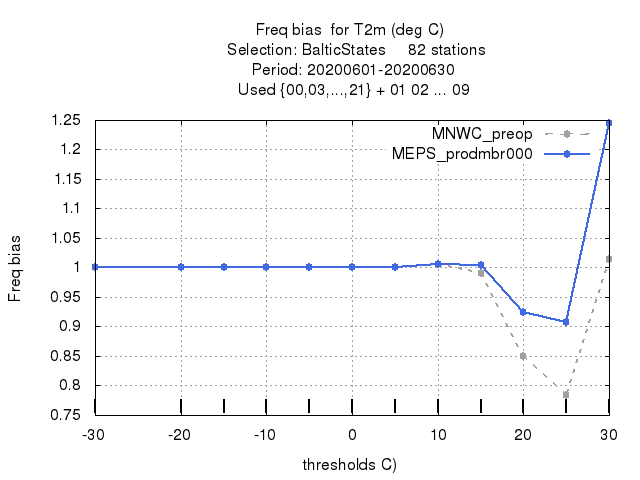 Freq bias for T2m (deg C)
Selection: BalticStates 82 stations
Period: 20200601-20200630
Used {00,03,...,21} + 01 02 ... 09
MNWC_preop
MEPS_prodmbr000
Freq bias
1.25
1.2
1.15
1.1
1.05
1
0.95
0.9
0.85
0.8
0.75
-30 -20 -10 0 10 20 30
thresholds C)